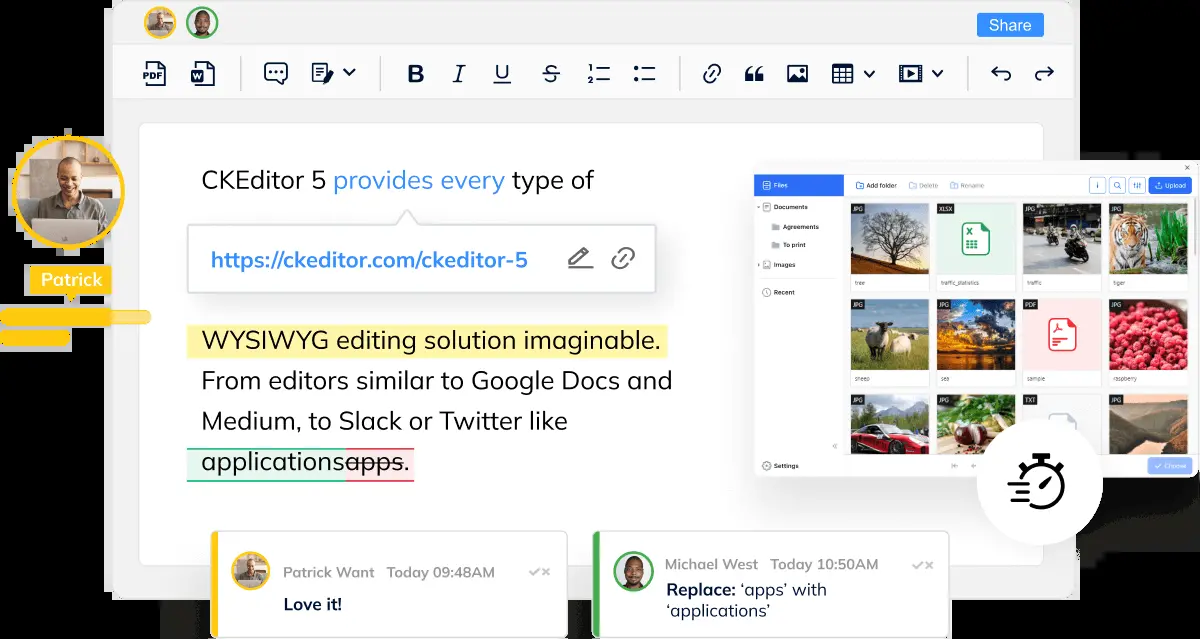 Share
PDF
W
B I U S
1
2
CKEditor 5 provides every type of
https://ckeditor.com/ckeditor-5
WYSIWYG editing solution imaginable.
From editors similar to Google Docs and
Medium, to Slack or Twitter like
applicationsapps.
Patrick
Patrick Want Today 09:48AM
Love it!
Michael West Today 10:50AM
Replace: ‘apps’ with
‘applications’
Files
Add folder Delete Rename
i
Upload
Documents
Agreements
To print
Images
Recent
Settings
JPG XLSX JPG JPG
X
tree traffic_statistics traffic tiger
JPG JPG PDF JPG
sheep sea sample raspberry
JPG JPG TXT JPG
Choose